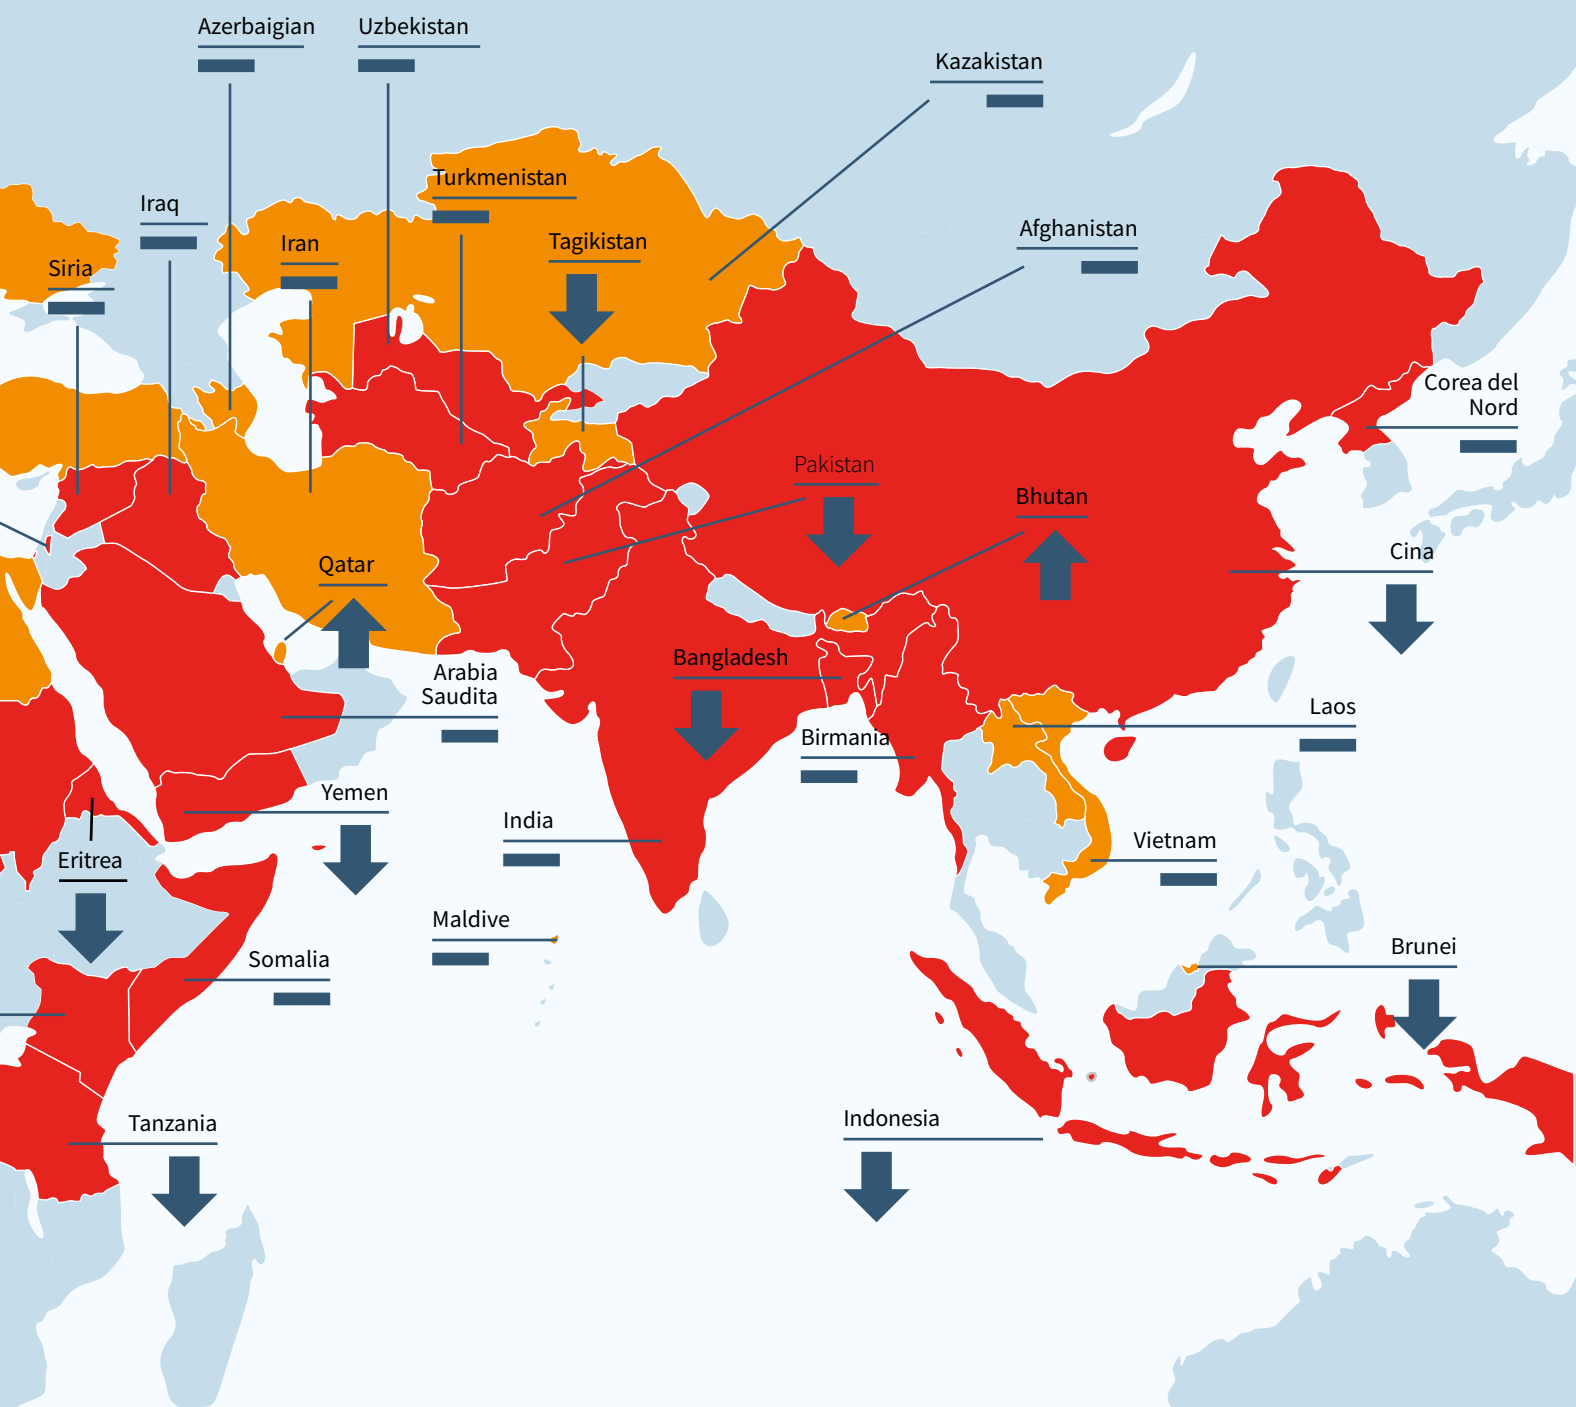 Azerbaigian
Uzbekistan
Kazakistan
Turkmenistan
Iraq
Iran
Tagikistan
Afghanistan
Siria
Corea del
Nord
Pakistan
Bhutan
Cina
Qatar
Bangladesh
Arabia
Saudita
Laos
Birmania
Yemen
India
Vietnam
Eritrea
Maldive
Brunei
Somalia
Indonesia
Tanzania